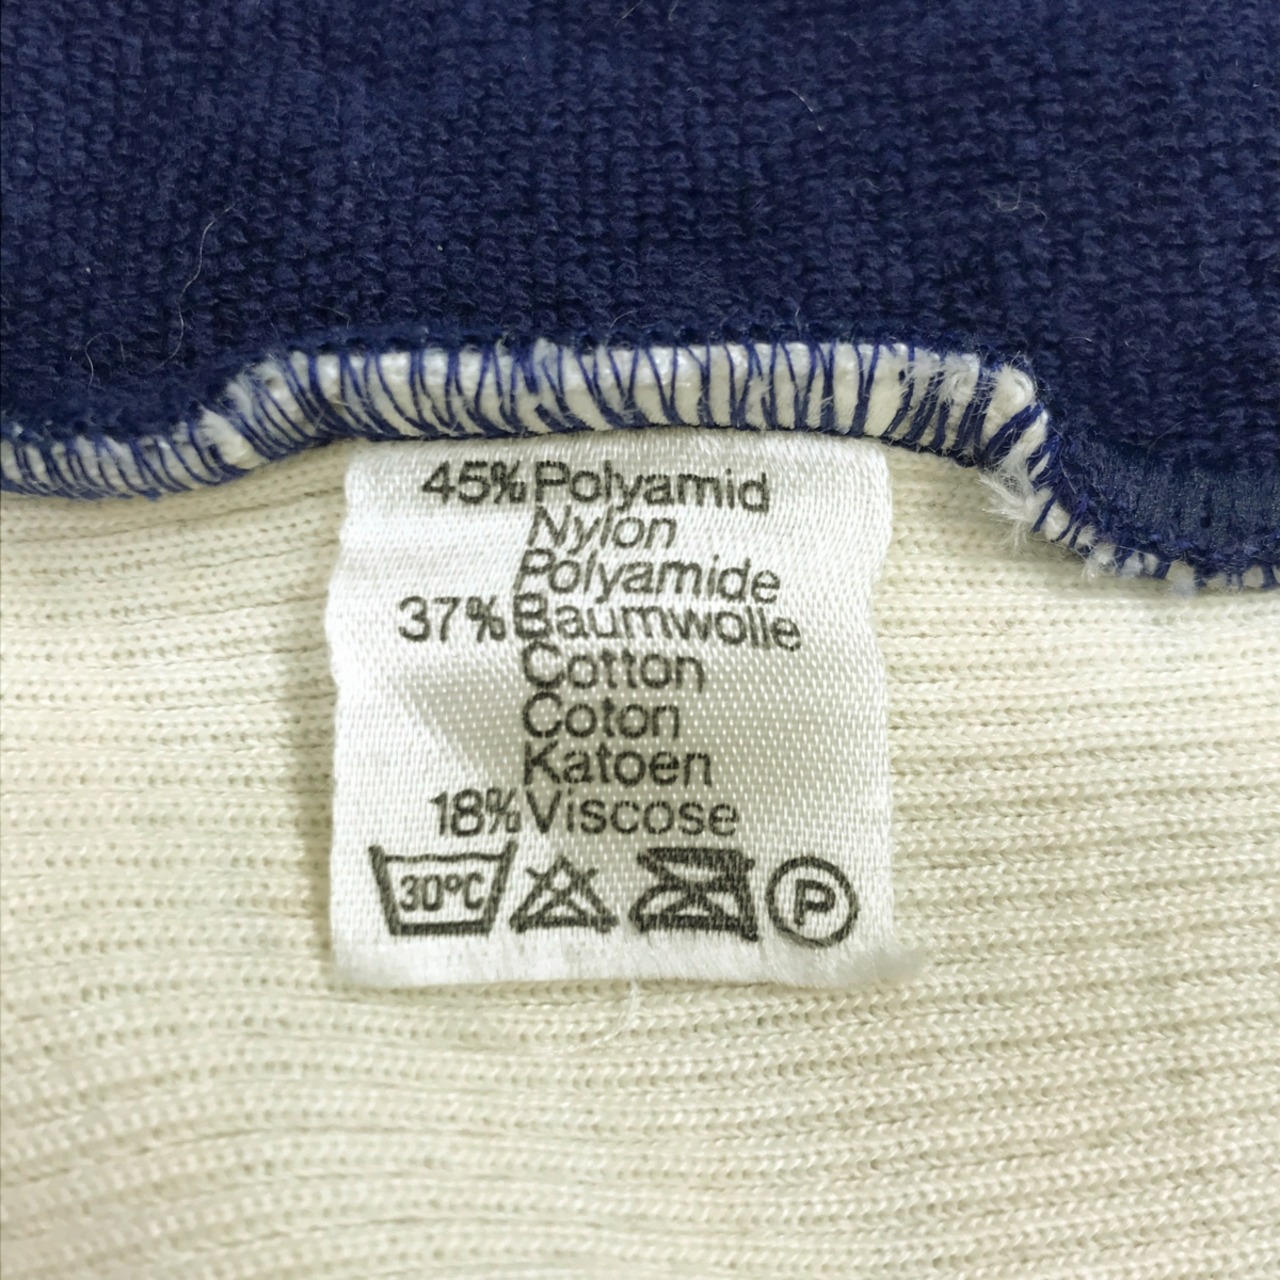 45% Polyamid
Nylon
Polyamide
37% Baumwolle
Cotton
Coton
Katoen
18% Viscose
30°C P